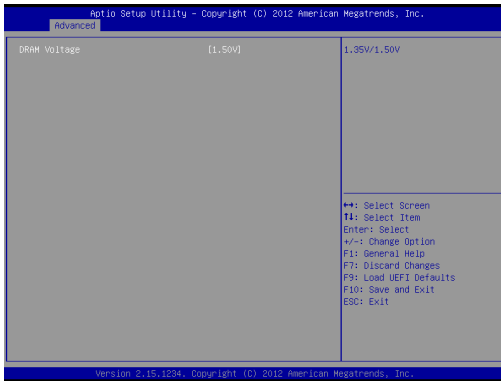 Aptio Setup Utility – Copyright (C) 2012 American Megatrends, Inc.
Advanced
DRAM Voltage [1.50V]
1.35V/1.50V
↔: Select Screen
↑↓: Select Item
Enter: Select
+/-: Change Option
F1: General Help
F7: Discard Changes
F9: Load UEFI Defaults
F10: Save and Exit
ESC: Exit
Version 2.15.1234. Copyright (C) 2012 American Megatrends, Inc.